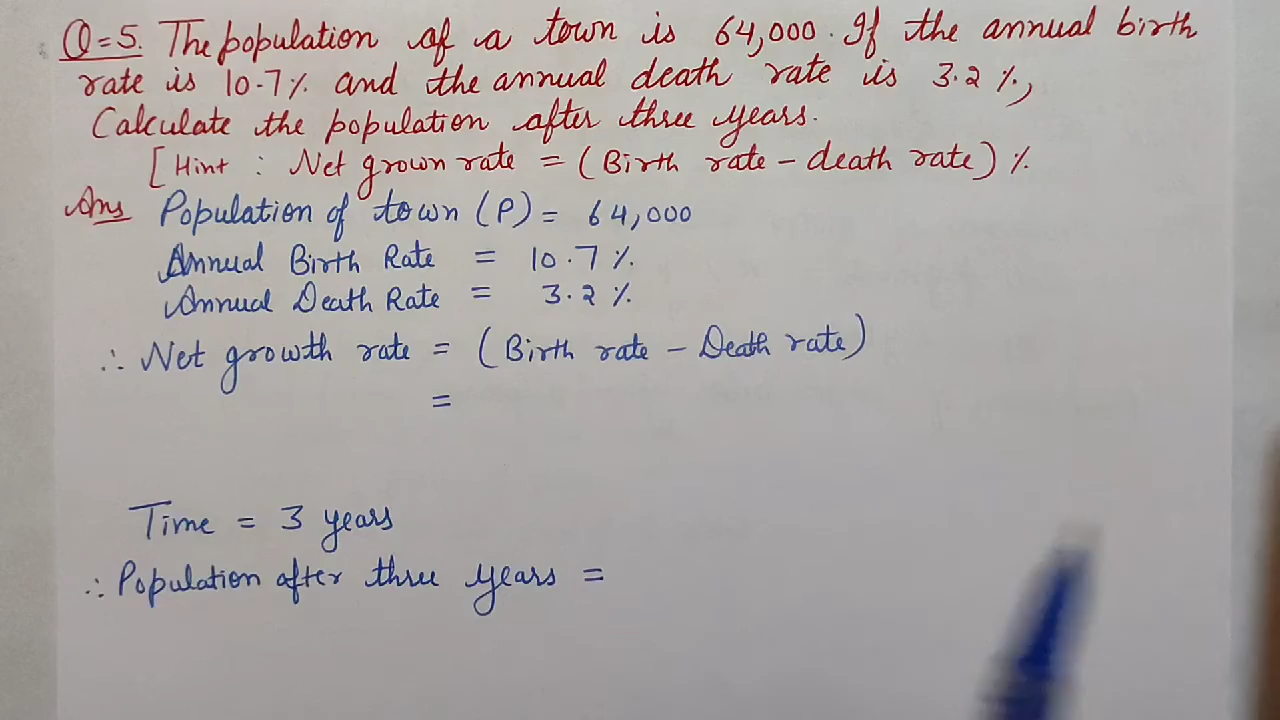 Q=5. The population of a town is 64,000. If the annual birth
rate is 10.7% and the annual death rate is 3.2%,
Calculate the population after three years.
[Hint : Net grown rate = (Birth rate - death rate) %.
Ans Population of town (P) = 64,000
Annual Birth Rate = 10.7%.
Annual Death Rate = 3.2%.
∴ Net growth rate = (Birth rate - Death rate)
=
Time = 3 years
∴ Population after three years =